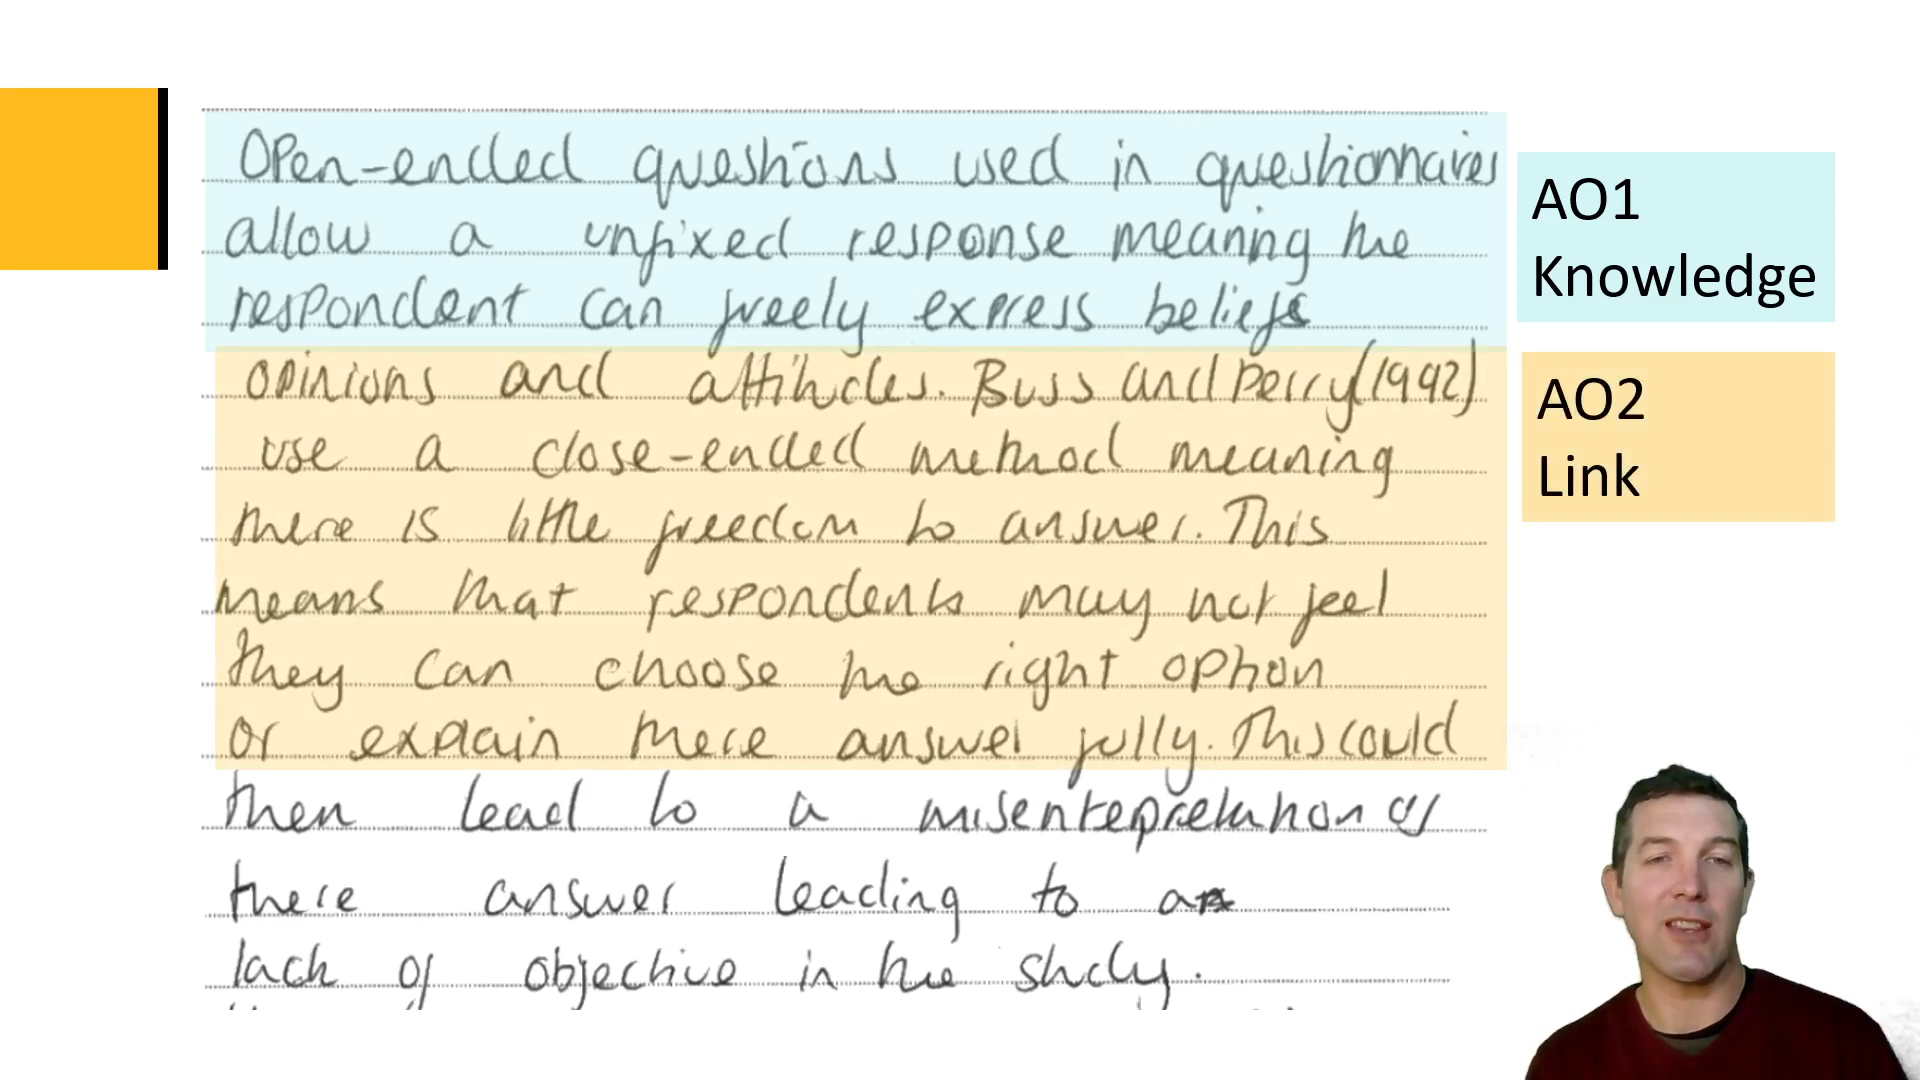 Open-ended questions used in questionnaires
allow a unfixed response meaning the
respondent can freely express beliefs
opinions and attitudes. Buss and Perry (1992)
use a close-ended method meaning
there is little freedom to answer. This
means that respondents may not feel
they can choose the right option
or explain there answer fully. This could
then lead to a misenterpretation of
there answer leading to a
lack of objective in the study.
AO1
Knowledge
AO2
Link